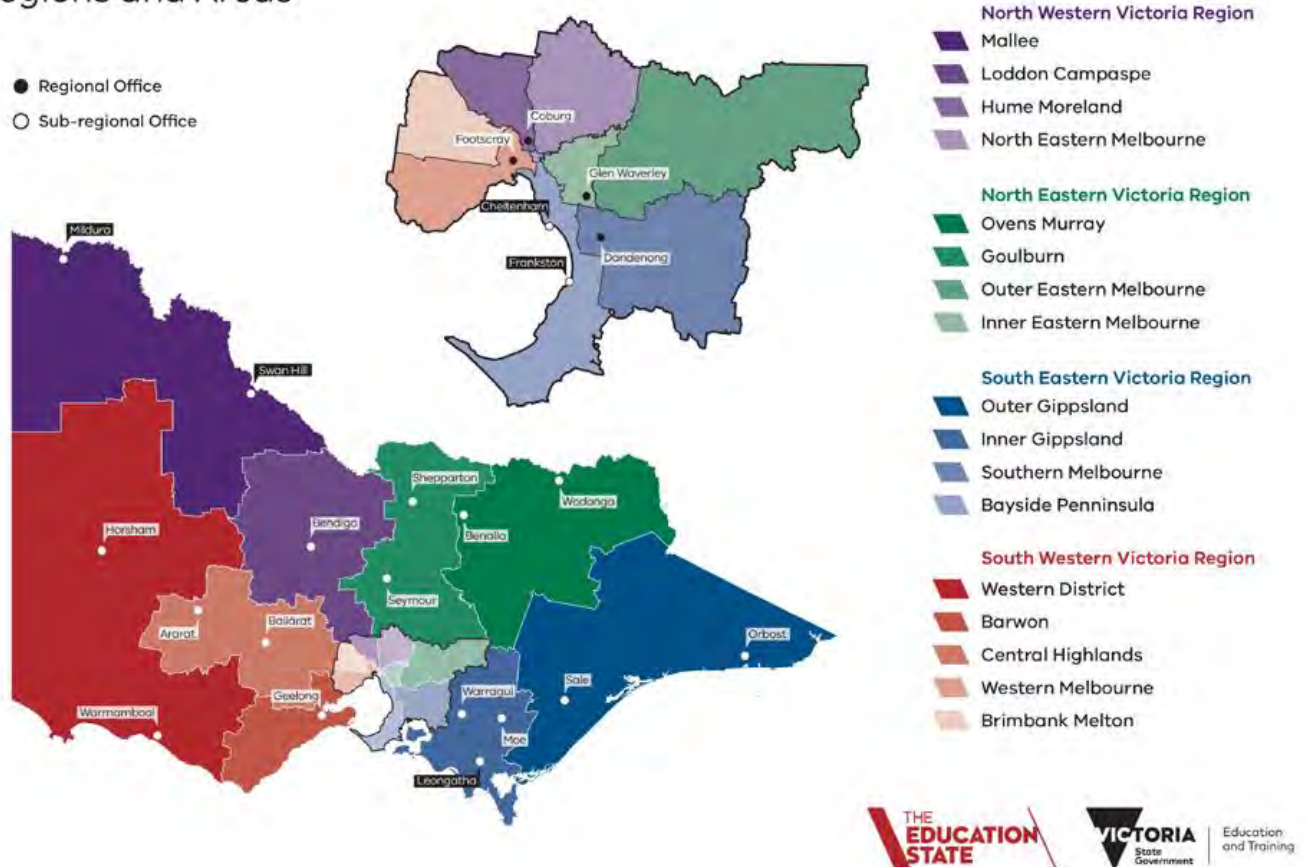 Regional Office
Sub-regional Office
Coburg
Footscray
Glen Waverley
Cheltenham
Frankston
Dandenong
Mildura
Swan Hill
Shepparton
Wodonga
Horsham
Bendigo
Benalla
Seymour
Ararat
Ballarat
Orbost
Geelong
Warragul
Sale
Warrnambool
Moe
Leongatha
North Western Victoria Region
Mallee
Loddon Campaspe
Hume Moreland
North Eastern Melbourne
North Eastern Victoria Region
Ovens Murray
Goulburn
Outer Eastern Melbourne
Inner Eastern Melbourne
South Eastern Victoria Region
Outer Gippsland
Inner Gippsland
Southern Melbourne
Bayside Penninsula
South Western Victoria Region
Western District
Barwon
Central Highlands
Western Melbourne
Brimbank Melton
THE
EDUCATION
STATE
VICTORIA
State
Government
Education
and Training